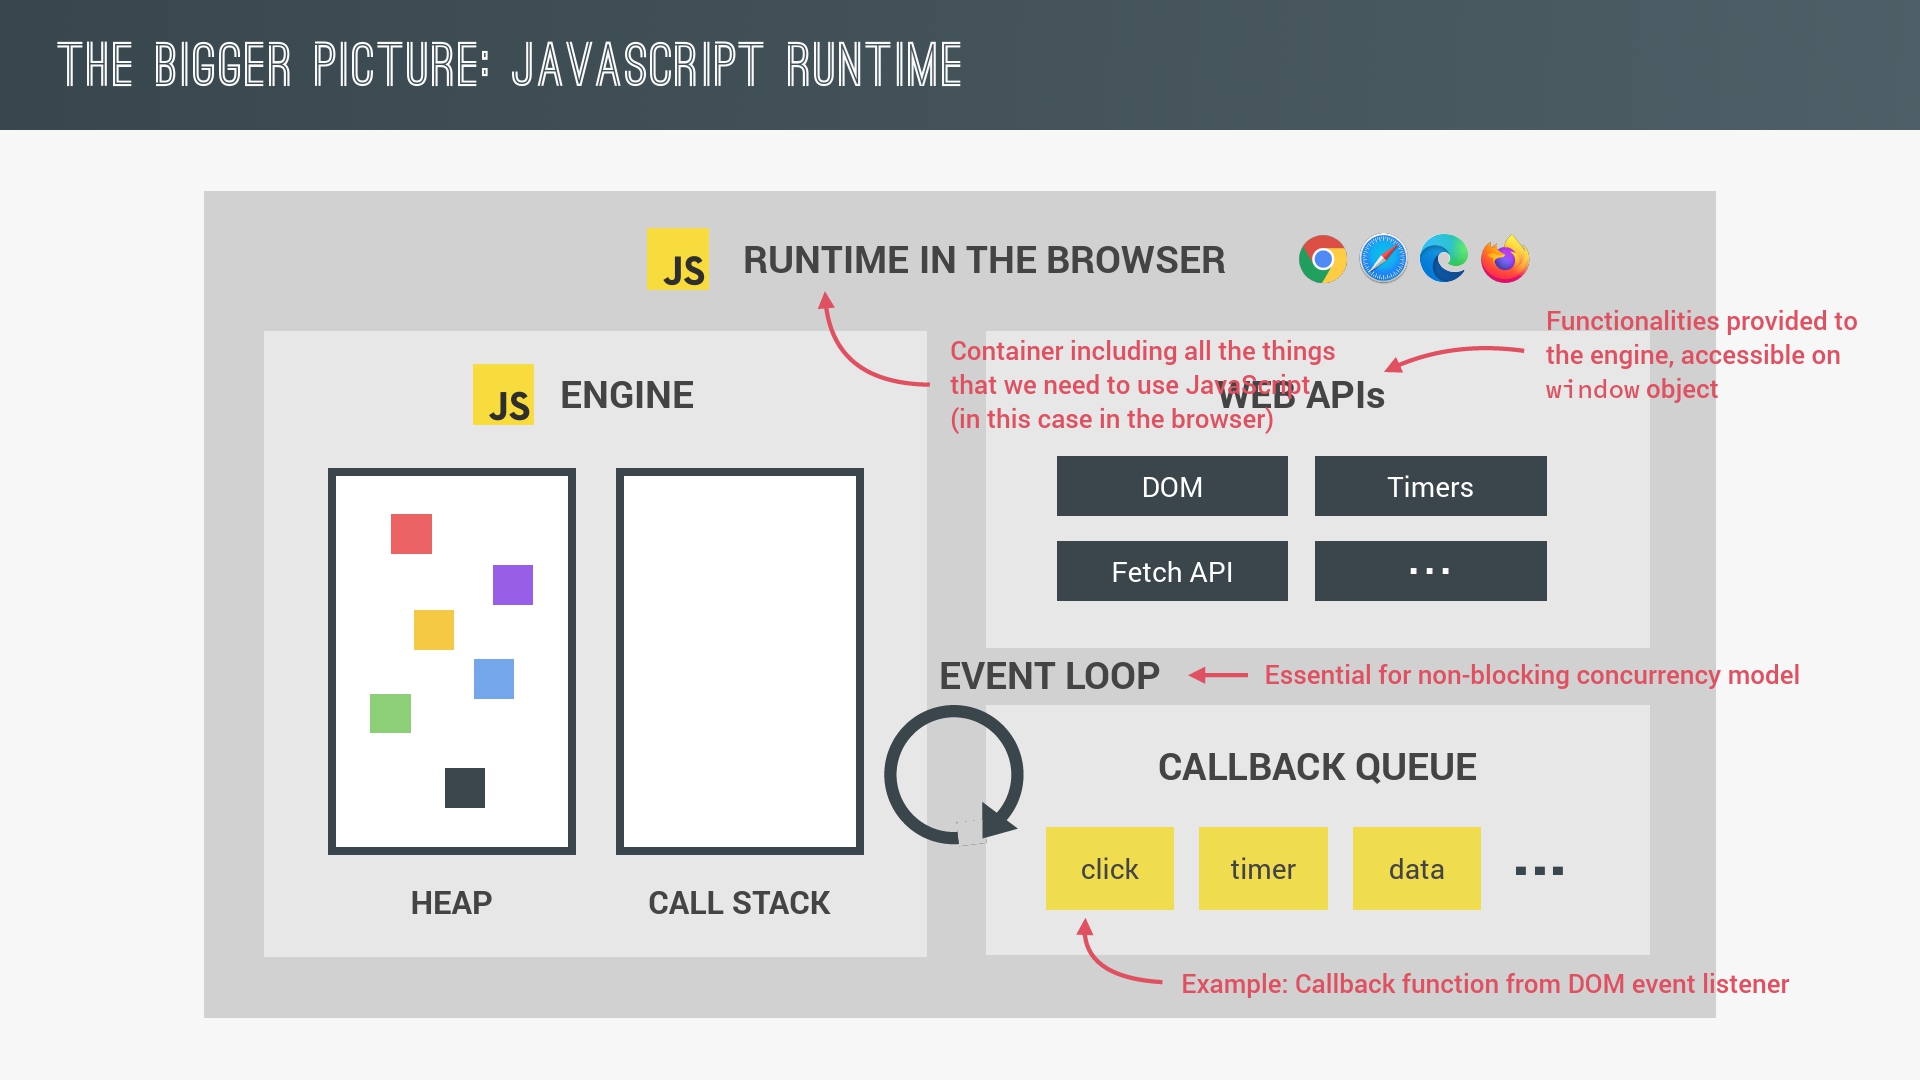 THE BIGGER PICTURE: JAVASCRIPT RUNTIME
JS
RUNTIME IN THE BROWSER
Container including all the things
that we need to use JavaScript
(in this case in the browser)
Functionalities provided to
the engine, accessible on
window object
JS
ENGINE
HEAP
CALL STACK
WEB APIs
DOM
Timers
Fetch API
...
EVENT LOOP
Essential for non-blocking concurrency model
CALLBACK QUEUE
click
timer
data
...
Example: Callback function from DOM event listener